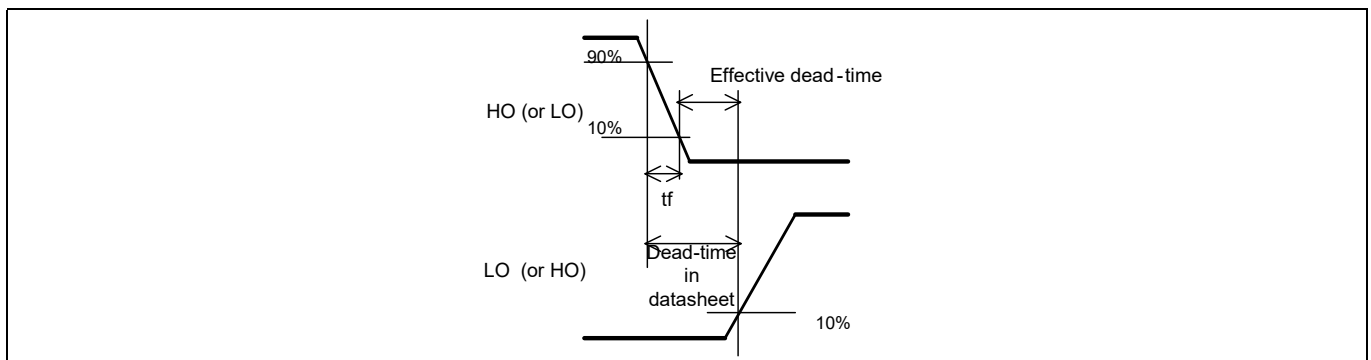 90%
Effective dead-time
HO (or LO)
10%
tf
Dead-time
in
datasheet
LO (or HO)
10%